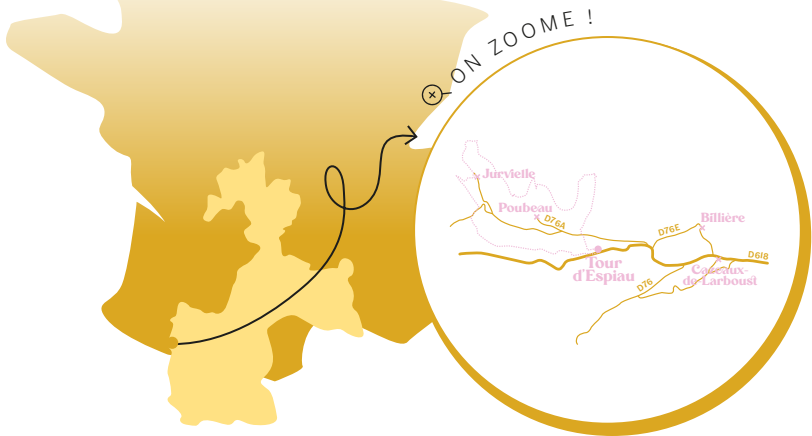 ON ZOOME !
Jurvielle
Poubeau
D76A
D76E
Billière
D618
Tour
d'Espiau
Cazeaux-
de-Larboust
D76